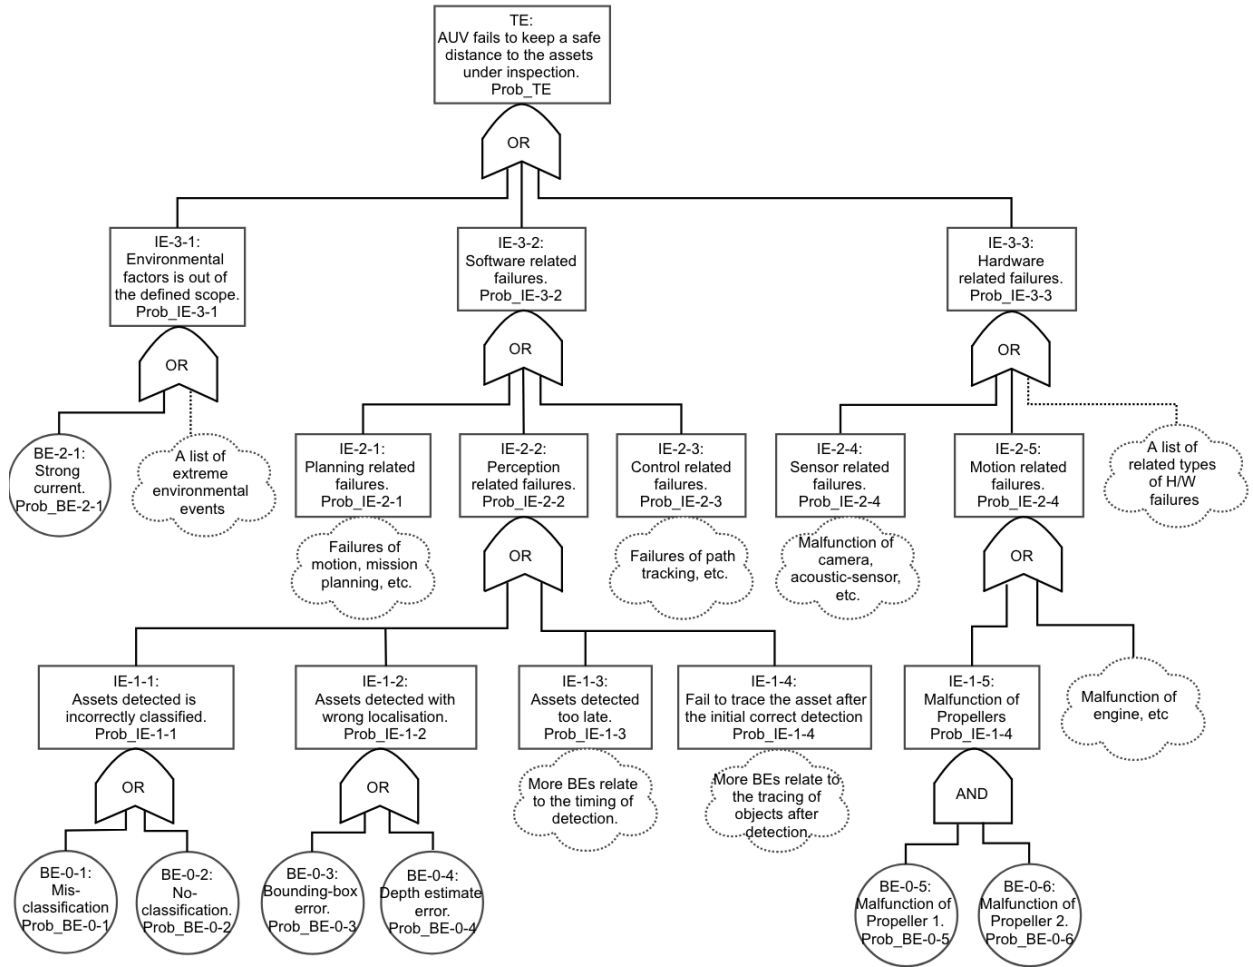 TE:
AUV fails to keep a safe
distance to the assets
under inspection.
Prob_TE
OR
IE-3-1:
Environmental
factors is out of
the defined scope.
Prob_IE-3-1
IE-3-2:
Software related
failures.
Prob_IE-3-2
IE-3-3:
Hardware
related failures.
Prob_IE-3-3
OR
OR
OR
BE-2-1:
Strong
current.
Prob_BE-2-1
A list of
extreme
environmental
events
IE-2-1:
Planning related
failures.
Prob_IE-2-1
IE-2-2:
Perception
related failures.
Prob_IE-2-2
IE-2-3:
Control related
failures.
Prob_IE-2-3
IE-2-4:
Sensor related
failures.
Prob_IE-2-4
IE-2-5:
Motion related
failures.
Prob_IE-2-4
A list of
related types
of H/W
failures
Failures of
motion, mission
planning, etc.
OR
Failures of path
tracking, etc.
Malfunction of
camera,
acoustic-sensor,
etc.
OR
IE-1-1:
Assets detected is
incorrectly classified.
Prob_IE-1-1
IE-1-2:
Assets detected with
wrong localisation.
Prob_IE-1-2
IE-1-3:
Assets detected
too late.
Prob_IE-1-3
IE-1-4:
Fail to trace the asset after
the initial correct detection
Prob_IE-1-4
IE-1-5:
Malfunction of
Propellers
Prob_IE-1-4
Malfunction of
engine, etc
OR
OR
More BEs relate
to the timing of
detection.
More BEs relate to
the tracing of
objects after
detection.
AND
BE-0-1:
Mis-
classification
Prob_BE-0-1
BE-0-2:
No-
classification.
Prob_BE-0-2
BE-0-3:
Bounding-box
error.
Prob_BE-0-3
BE-0-4:
Depth estimate
error.
Prob_BE-0-4
BE-0-5:
Malfunction of
Propeller 1.
Prob_BE-0-5
BE-0-6:
Malfunction of
Propeller 2.
Prob_BE-0-6